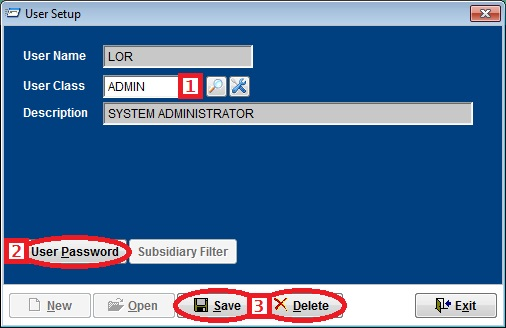 User Setup
User Name LOR
User Class ADMIN 1
Description SYSTEM ADMINISTRATOR
2 User Password Subsidiary Filter
New Open Save 3 Delete Exit